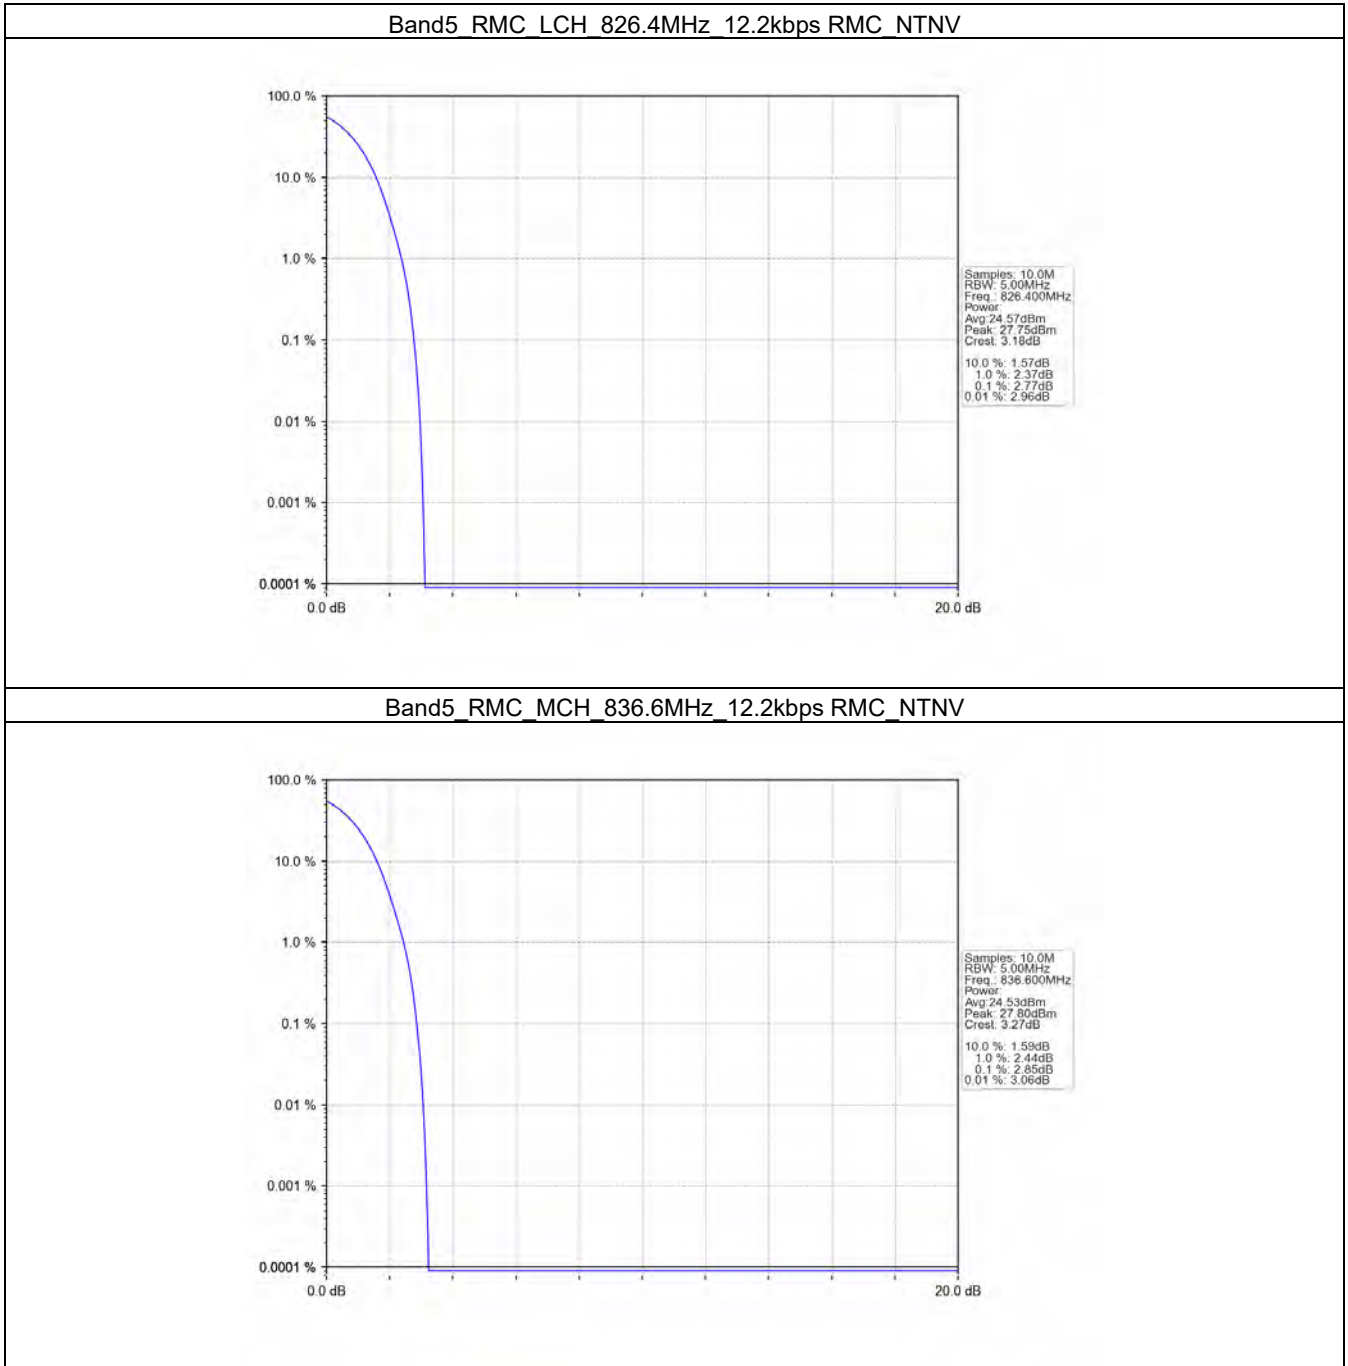 Band5_RMC_LCH_826.4MHz_12.2kbps RMC_NTNV
100.0 %
10.0 %
1.0 %
0.1 %
0.01 %
0.001 %
0.0001 %
0.0 dB
20.0 dB
Samples: 10.0M
RBW: 5.00MHz
Freq.: 826.400MHz
Power:
Avg:24.57dBm
Peak: 27.75dBm
Crest: 3.18dB
10.0 %: 1.57dB
1.0 %: 2.37dB
0.1 %: 2.77dB
0.01 %: 2.96dB
Band5_RMC_MCH_836.6MHz_12.2kbps RMC_NTNV
100.0 %
10.0 %
1.0 %
0.1 %
0.01 %
0.001 %
0.0001 %
0.0 dB
20.0 dB
Samples: 10.0M
RBW: 5.00MHz
Freq.: 836.600MHz
Power:
Avg:24.53dBm
Peak: 27.80dBm
Crest: 3.27dB
10.0 %: 1.59dB
1.0 %: 2.44dB
0.1 %: 2.85dB
0.01 %: 3.06dB